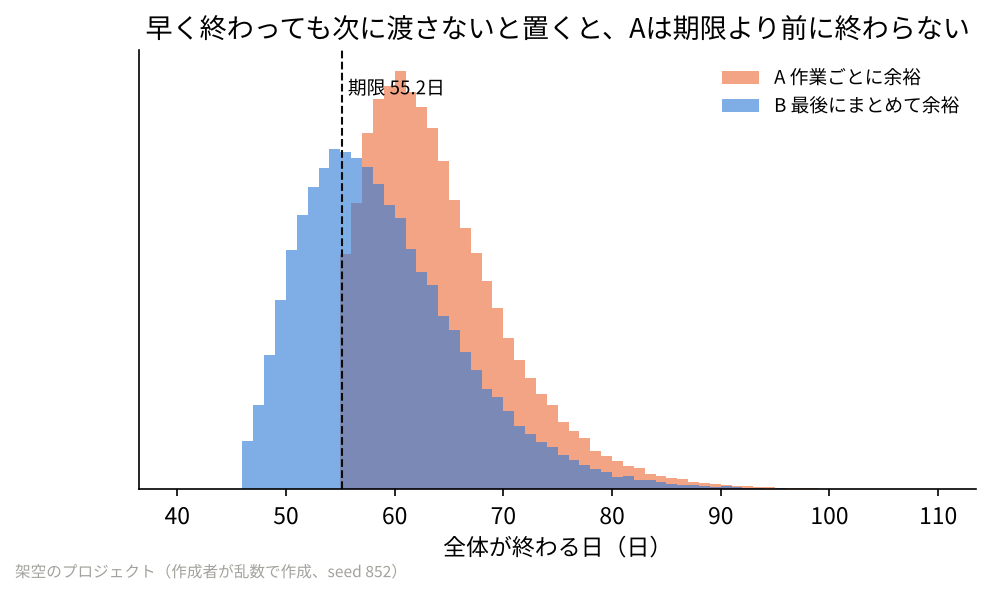 早く終わっても次に渡さないと置くと、Aは期限より前に終わらない
期限 55.2日
A 作業ごとに余裕
B 最後にまとめて余裕
40 50 60 70 80 90 100 110
全体が終わる日（日）
架空のプロジェクト（作成者が乱数で作成、seed 852）